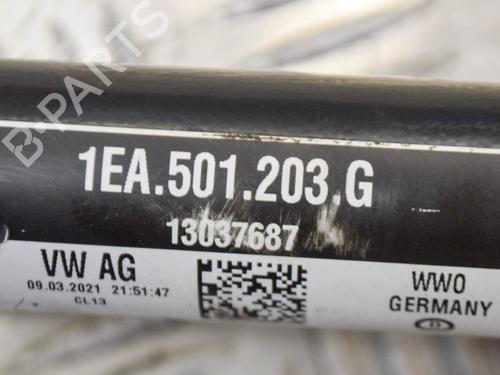 B-PARTS
1EA.501.203.G
13037687
VW AG
09.03.2021 21:51:47
CL13
WWO
GERMANY
D